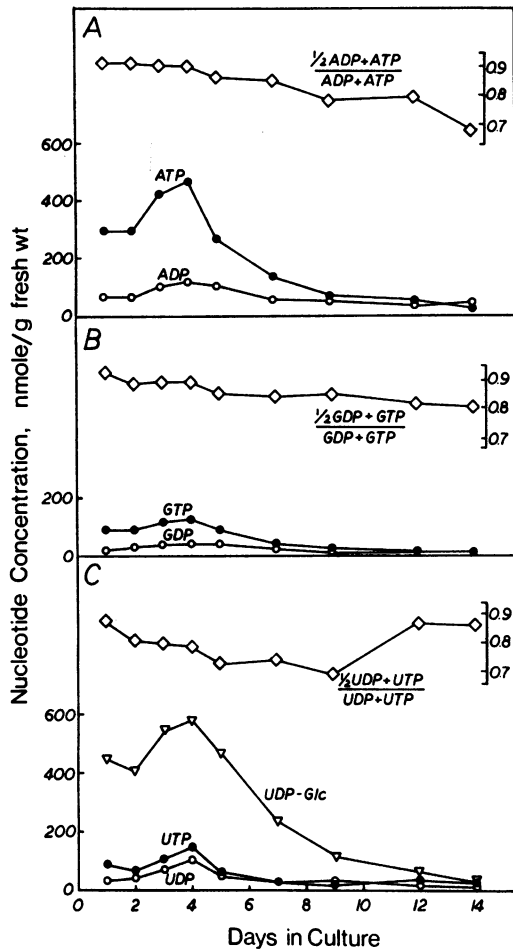 A
½ADP+ATP
ADP+ATP
0.9
0.8
0.7
600
400
200
0
ATP
ADP
B
½GDP+GTP
GDP+GTP
0.9
0.8
0.7
200
0
GTP
GDP
C
½UDP+UTP
UDP+UTP
0.9
0.8
0.7
600
400
200
0
UDP-Glc
UTP
UDP
0 2 4 6 8 10 12 14
Days in Culture
Nucleotide Concentration, nmole/g fresh wt